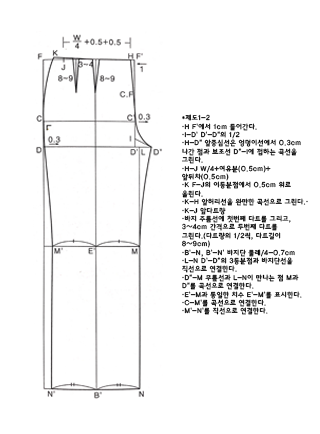 W/4 +0.5+0.5
F K H F'
J 3~4 1
8~9 8~9
C.F
C C' 0.3
Γ
0.3 I
D D' L D"
M' E' M
N' B' N
*제도1-2
-H F'에서 1cm 들어간다.
-I-D' D'-D"의 1/2
-H-D" 앞중심선은 엉덩이선에서 0.3cm
나간 점과 보조선 D"-I에 접하는 곡선을
그린다.
-H-J W/4+여유분(0.5cm)+
앞뒤차(0.5cm)
-K F-J의 이등분점에서 0.5cm 위로
올린다.
-K-H 앞허리선을 완만한 곡선으로 그린다.-
-K-J 앞다트량
-바지 주름선에 첫번째 다트를 그리고,
3~4cm 간격으로 두번째 다트를
그린다.(다트량의 1/2씩, 다트길이
8~9cm)
-B'-N, B'-N' 바지단 둘레/4-0.7cm
-L-N D'-D"의 3등분점과 바지단선을
직선으로 연결한다.
-D"-M 무릎선과 L-N이 만나는 점 M과
D"를 곡선으로 연결한다.
-E'-M과 동일한 치수 E'-M'를 표시한다.
-C-M'를 곡선으로 연결한다.
-M'-N'를 직선으로 연결한다.